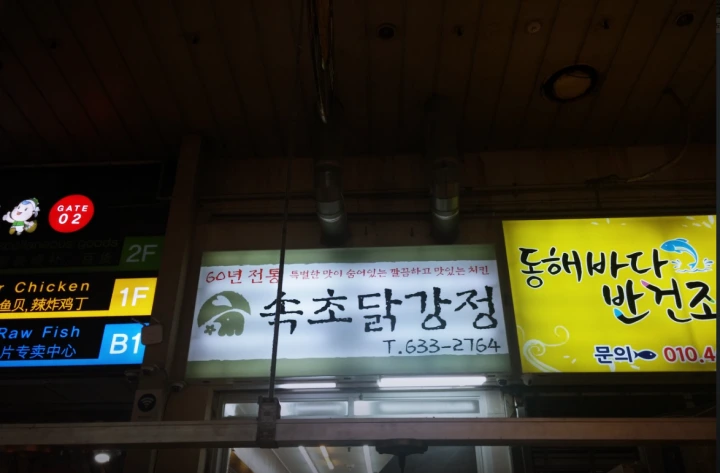 GATE
02
2F
r Chicken
鱼贝,辣炸鸡丁
1F
Raw Fish
片专卖中心
B1
60년 전통 특별한 맛이 숨어있는 깔끔하고 맛있는 치킨
속초닭강정
T.633-2764
동해바다
반건조
문의 010.4